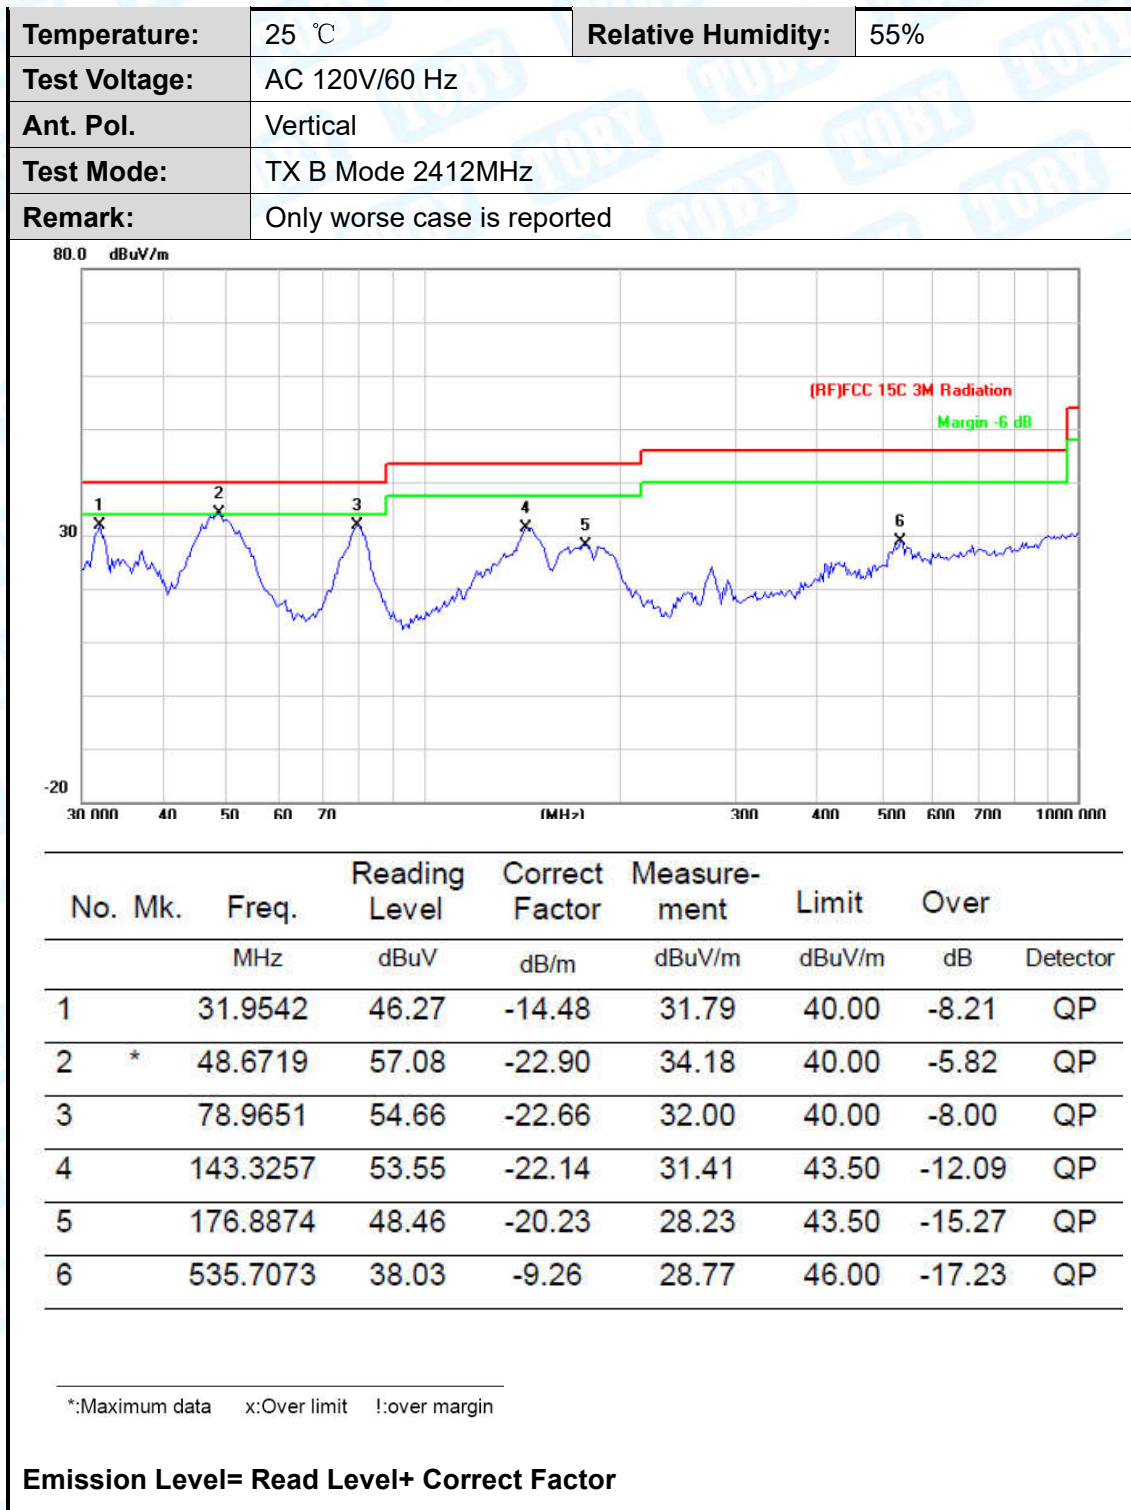 Temperature: 25 ℃ Relative Humidity: 55%
Test Voltage: AC 120V/60 Hz
Ant. Pol. Vertical
Test Mode: TX B Mode 2412MHz
Remark: Only worse case is reported
80.0 dBuV/m
(RF)FCC 15C 3M Radiation
Margin -6 dB
1 2 3 4 5 6
30
-20
30.000 40 50 60 70 (MHz) 300 400 500 600 700 1000.000
No. Mk. Freq. Reading Level Correct Factor Measure-ment Limit Over
MHz dBuV dB/m dBuV/m dBuV/m dB Detector
1 31.9542 46.27 -14.48 31.79 40.00 -8.21 QP
2 * 48.6719 57.08 -22.90 34.18 40.00 -5.82 QP
3 78.9651 54.66 -22.66 32.00 40.00 -8.00 QP
4 143.3257 53.55 -22.14 31.41 43.50 -12.09 QP
5 176.8874 48.46 -20.23 28.23 43.50 -15.27 QP
6 535.7073 38.03 -9.26 28.77 46.00 -17.23 QP
*:Maximum data x:Over limit !:over margin
Emission Level= Read Level+ Correct Factor
TOBY